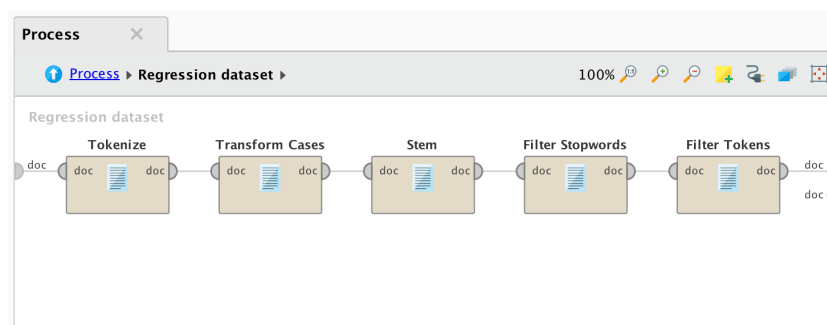 Process
Process Regression dataset 100%
Regression dataset
Tokenize Transform Cases Stem Filter Stopwords Filter Tokens
doc doc doc doc doc doc doc doc doc doc doc doc
doc